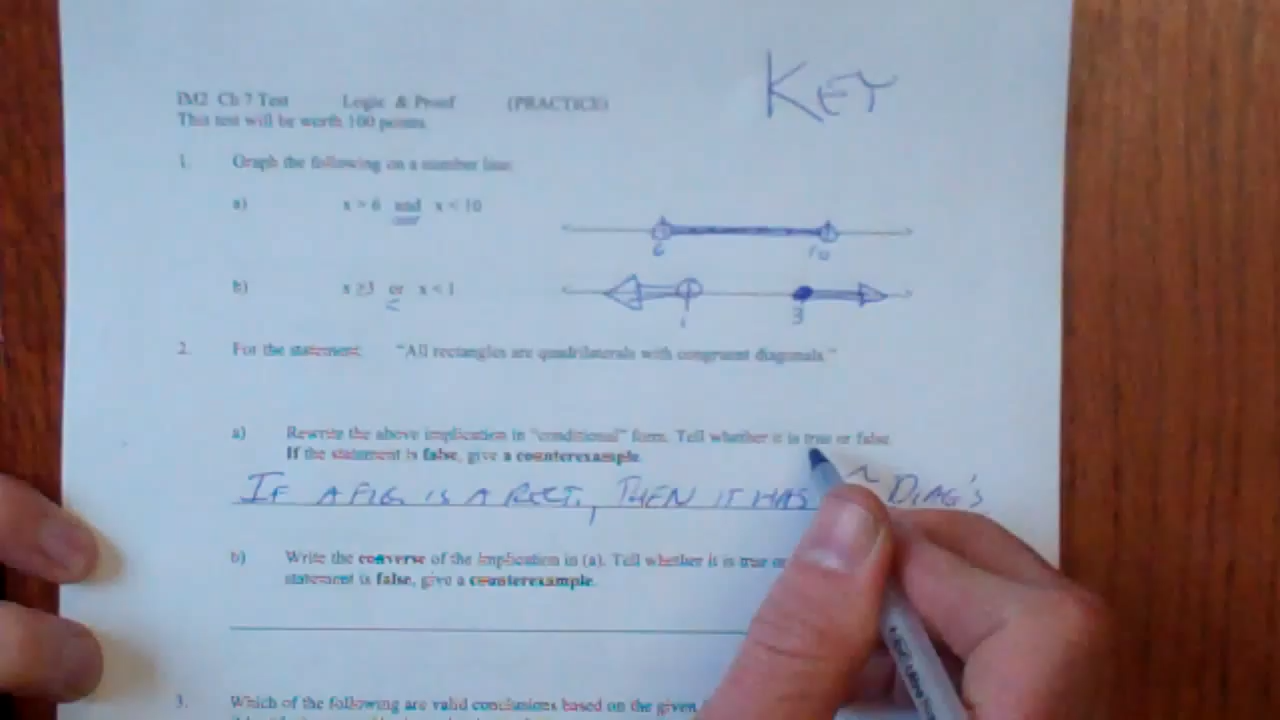 KEY
IM2 Ch 7 Test Logic & Proof (PRACTICE)
This test will be worth 100 points.
1. Graph the following on a number line.
a) x > 6 and x < 10
6 10
b) x ≥3 or x < 1
1 3
2. For the statement: "All rectangles are quadrilaterals with congruent diagonals."
a) Rewrite the above implication in "conditional" form. Tell whether it is true or false.
If the statement is false, give a counterexample.
IF A FIG IS A RECT., THEN IT HAS ~ DIAG'S
b) Write the converse of the implication in (a). Tell whether it is true or
statement is false, give a counterexample.
3. Which of the following are valid conclusions based on the given